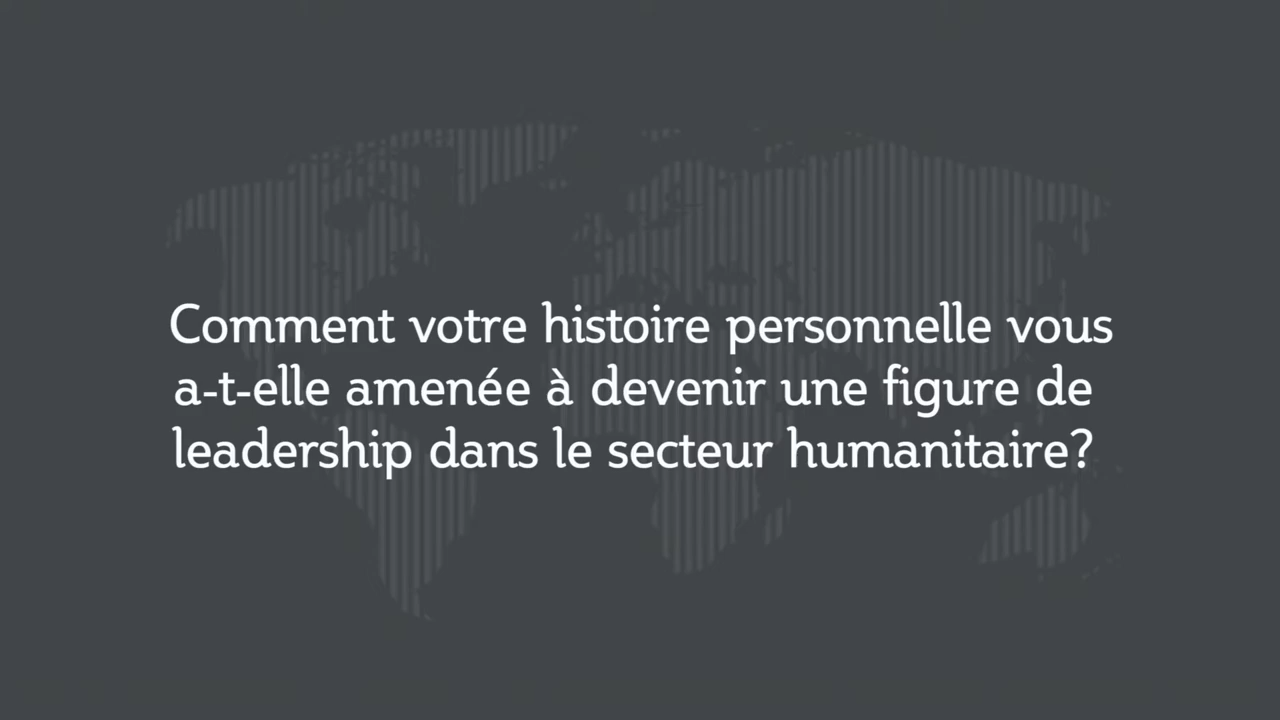 Comment votre histoire personnelle vous
a-t-elle amenée à devenir une figure de
leadership dans le secteur humanitaire?